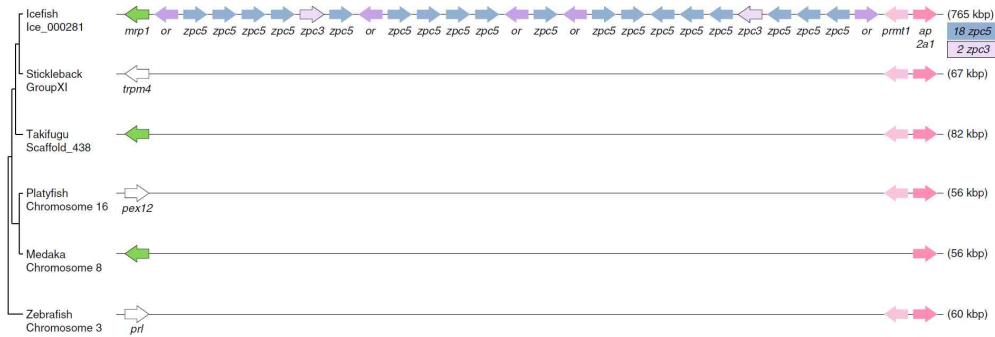 Icefish
Ice_000281
(765 kbp)
mrp1 or zpc5 zpc5 zpc5 zpc5 zpc3 zpc5 or zpc5 zpc5 zpc5 zpc5 or zpc5 or zpc5 zpc5 zpc5 zpc5 zpc5 zpc3 zpc5 zpc5 zpc5 or prmt1 ap
2a1
18 zpc5
2 zpc3
Stickleback
GroupXI
(67 kbp)
trpm4
Takifugu
Scaffold_438
(82 kbp)
Platyfish
Chromosome 16
(56 kbp)
pex12
Medaka
Chromosome 8
(56 kbp)
Zebrafish
Chromosome 3
(60 kbp)
prl